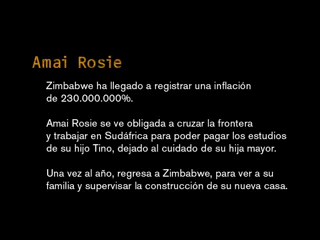 Amai Rosie
Zimbabwe ha llegado a registrar una inflación
de 230.000.000%.
Amai Rosie se ve obligada a cruzar la frontera
y trabajar en Sudáfrica para poder pagar los estudios
de su hijo Tino, dejado al cuidado de su hija mayor.
Una vez al año, regresa a Zimbabwe, para ver a su
familia y supervisar la construcción de su nueva casa.